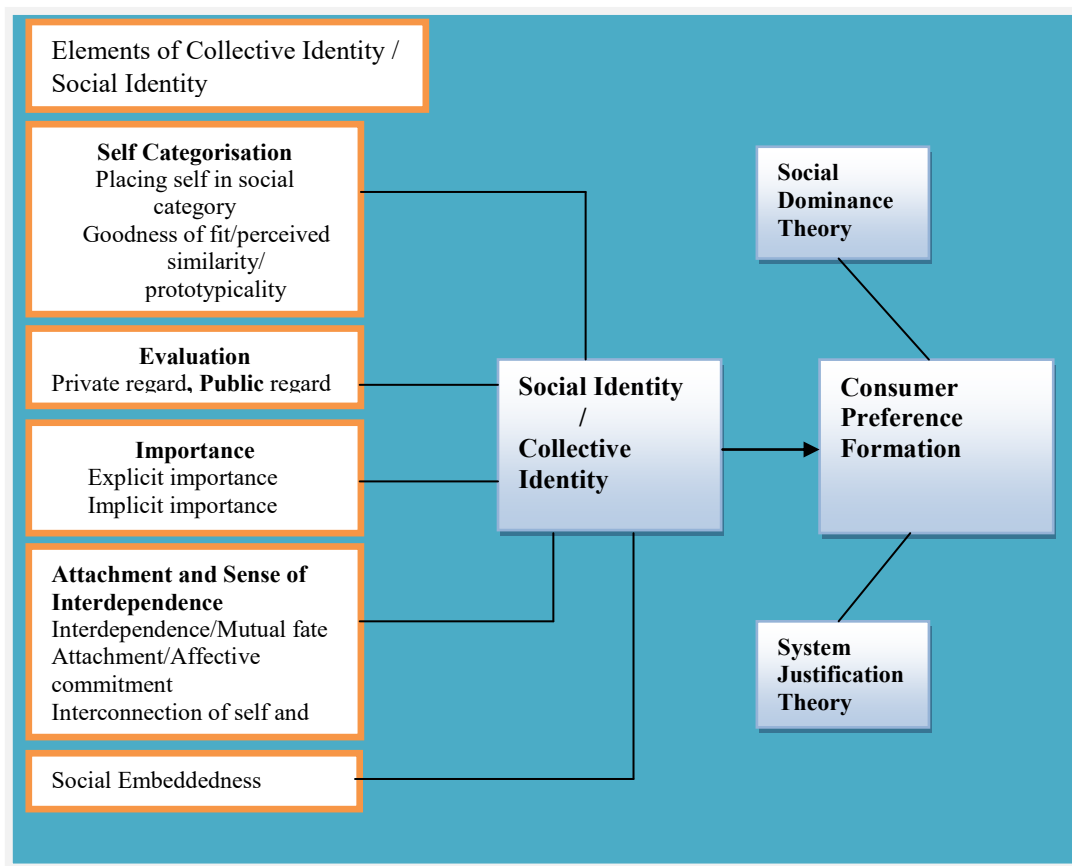 Elements of Collective Identity /
Social Identity
Self Categorisation
Placing self in social
category
Goodness of fit/perceived
similarity/
prototypicality
Evaluation
Private regard, Public regard
Importance
Explicit importance
Implicit importance
Attachment and Sense of
Interdependence
Interdependence/Mutual fate
Attachment/Affective
commitment
Interconnection of self and
Social Embeddedness
Social Identity
/
Collective
Identity
Social
Dominance
Theory
Consumer
Preference
Formation
System
Justification
Theory